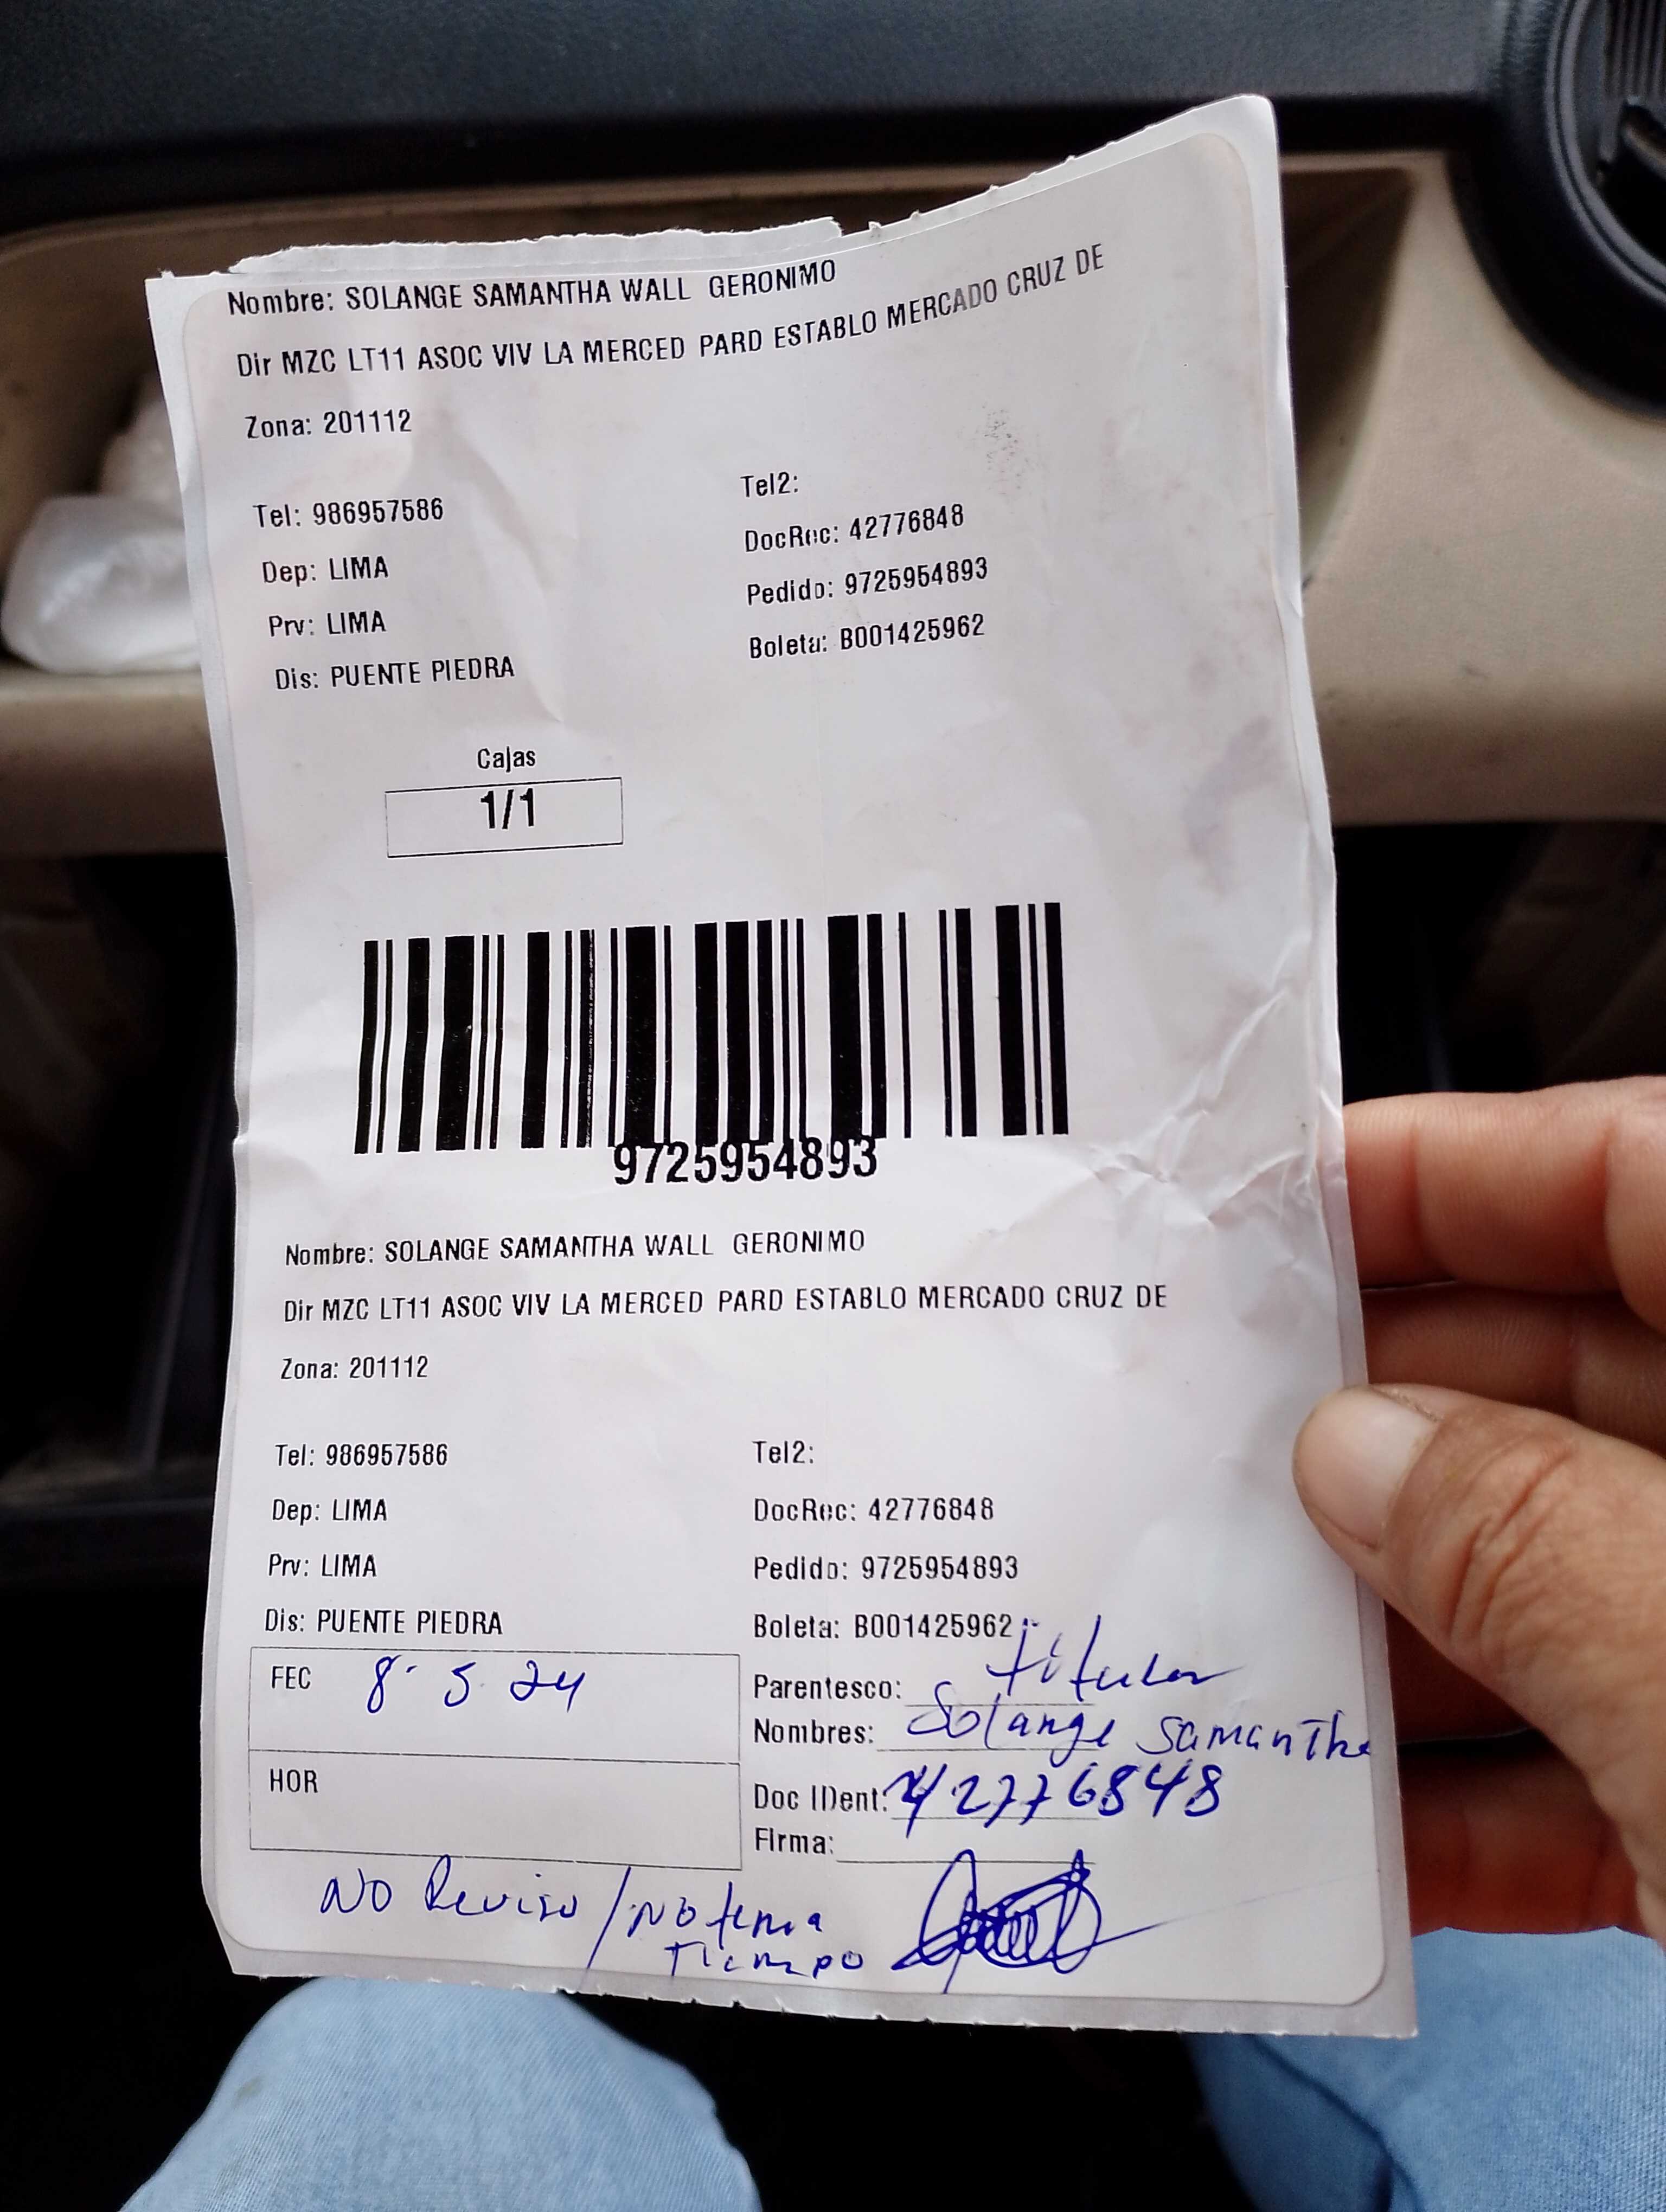 Nombre: SOLANGE SAMANTHA WALL GERONIMO
Dir MZC LT11 ASOC VIV LA MERCED PARD ESTABLO MERCADO CRUZ DE
Zona: 201112
Tel: 986957586 Tel2:
Dep: LIMA DocRec: 42776848
Prv: LIMA Pedido: 9725954893
Dis: PUENTE PIEDRA Boleta: B001425962
Cajas
1/1
9725954893
Nombre: SOLANGE SAMANTHA WALL GERONIMO
Dir MZC LT11 ASOC VIV LA MERCED PARD ESTABLO MERCADO CRUZ DE
Zona: 201112
Tel: 986957586 Tel2:
Dep: LIMA DocRec: 42776848
Prv: LIMA Pedido: 9725954893
Dis: PUENTE PIEDRA Boleta: B001425962
FEC 8-5 24 Parentesco: titular
Nombres: Solange Samantha
HOR Doc IDent: 42776848
Firma:
NO Reviso / NO tenia
Tiempo